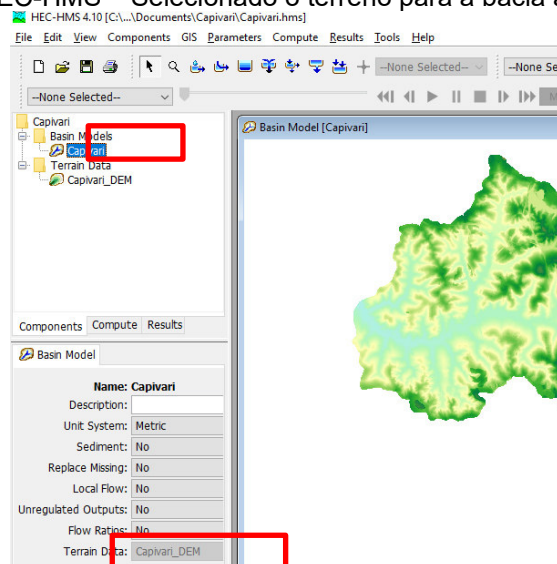 EC-HMS – Selecionado o terreno para a bacia a
HEC-HMS 4.10 [C:\...\Documents\Capivari\Capivari.hms]
File Edit View Components GIS Parameters Compute Results Tools Help
--None Selected-- --None Se
--None Selected--
Capivari
Basin Models
Capivari
Terrain Data
Capivari_DEM
Basin Model [Capivari]
Components Compute Results
Basin Model
Name: Capivari
Description:
Unit System: Metric
Sediment: No
Replace Missing: No
Local Flow: No
Unregulated Outputs: No
Flow Ratios: No
Terrain Data: Capivari_DEM